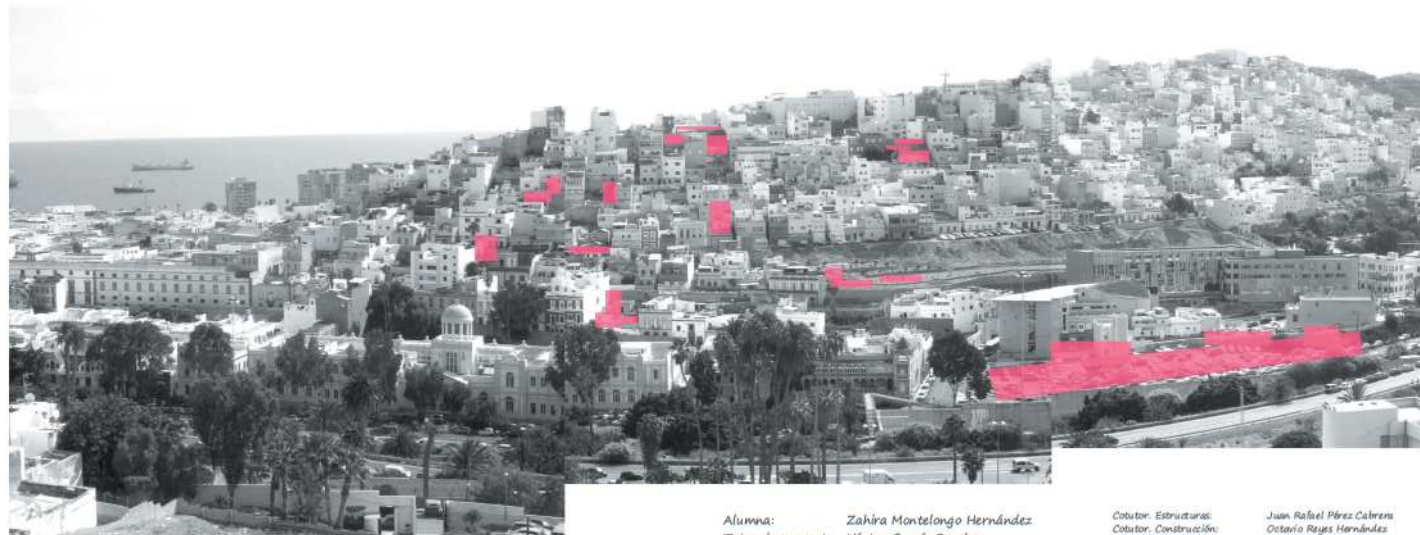 Alumna: Zahira Montelongo Hernández
Cotutor. Estructuras: Juan Rafael Pérez Cabrera
Cotutor. Construcción: Octavio Reyes Hernández